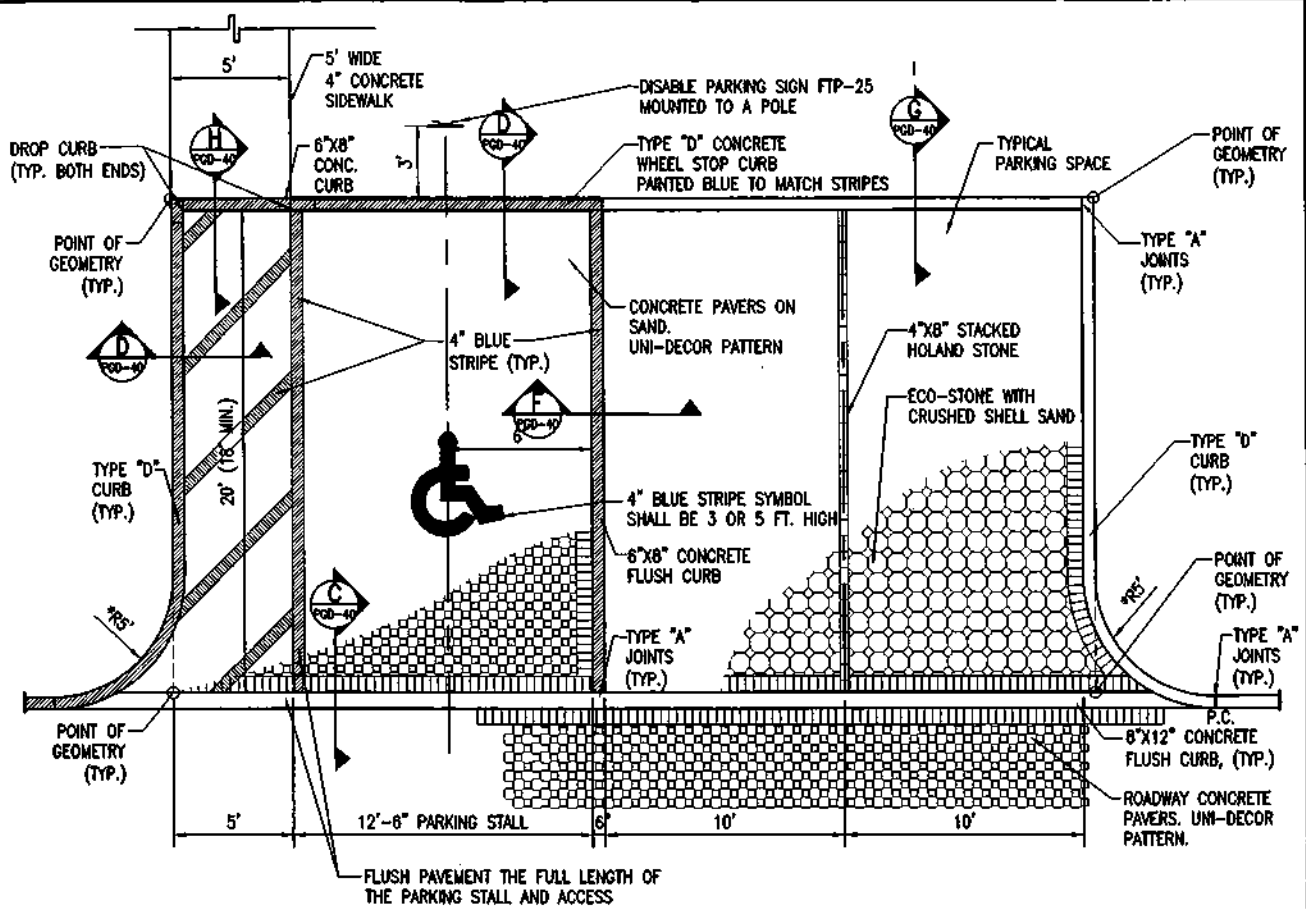 5'
5' WIDE
4" CONCRETE
SIDEWALK
DISABLE PARKING SIGN FTP-25
MOUNTED TO A POLE
H
PGD-40
D
PGD-40
G
PGD-40
DROP CURB
(TYP. BOTH ENDS)
6"X8"
CONC.
CURB
3'
TYPE "D" CONCRETE
WHEEL STOP CURB
PAINTED BLUE TO MATCH STRIPES
TYPICAL
PARKING SPACE
POINT OF
GEOMETRY
(TYP.)
POINT OF
GEOMETRY
(TYP.)
TYPE "A"
JOINTS
(TYP.)
CONCRETE PAVERS ON
SAND.
UNI-DECOR PATTERN
D
PGD-40
4" BLUE
STRIPE (TYP.)
4"X8" STACKED
HOLAND STONE
F
PGD-40
6
ECO-STONE WITH
CRUSHED SHELL SAND
20' (18' MIN.)
TYPE "D"
CURB
(TYP.)
TYPE "D"
CURB
(TYP.)
4" BLUE STRIPE SYMBOL
SHALL BE 3 OR 5 FT. HIGH
6"X8" CONCRETE
FLUSH CURB
C
PGD-40
POINT OF
GEOMETRY
(TYP.)
*R5'
*R5'
TYPE "A"
JOINTS
(TYP.)
TYPE "A"
JOINTS
(TYP.)
P.C.
POINT OF
GEOMETRY
(TYP.)
8"X12" CONCRETE
FLUSH CURB, (TYP.)
ROADWAY CONCRETE
PAVERS. UNI-DECOR
PATTERN.
5'
12'-6" PARKING STALL
6"
10'
10'
FLUSH PAVEMENT THE FULL LENGTH OF
THE PARKING STALL AND ACCESS